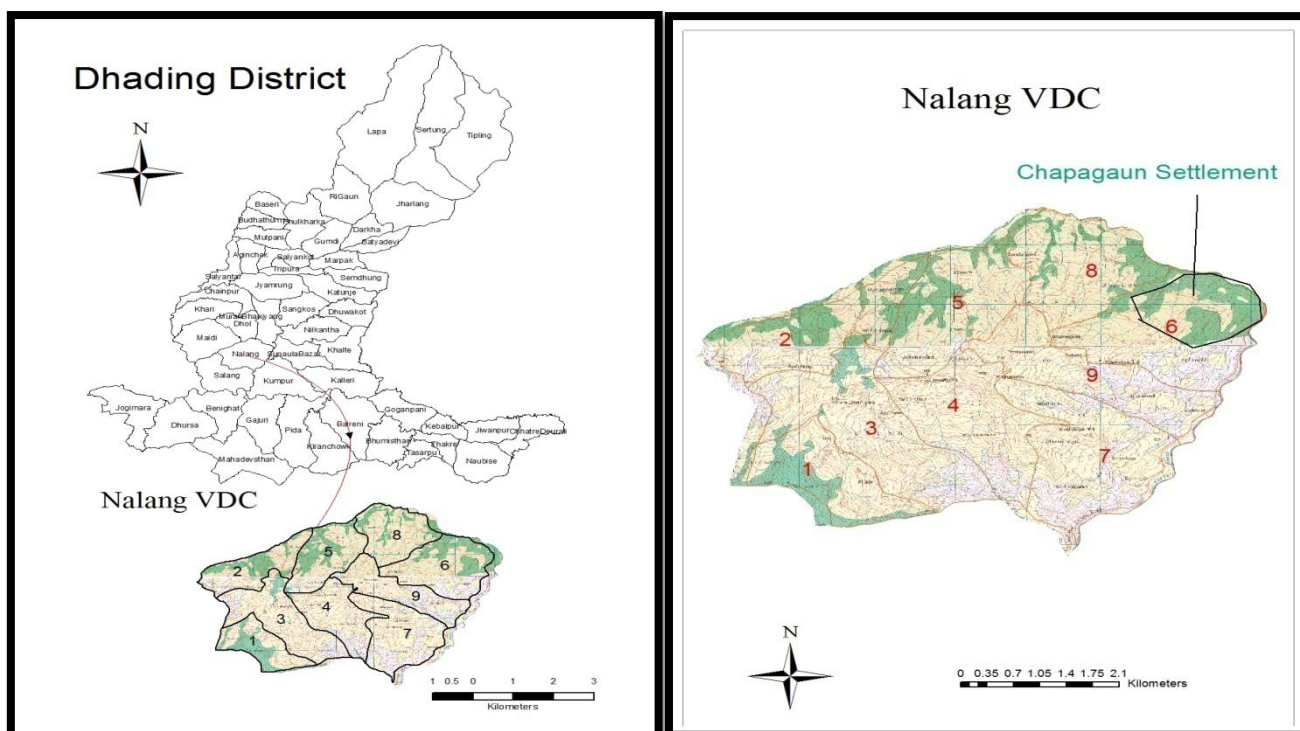 Dhading District
N
Lapa
Sertung
Tipling
RiGaun
Jharlang
Baseri
Budhathum
Phulkharka
Darkha
Mulpani
Gumdi
Satyadevi
Aginchok
Salyankot
Marpak
Tripura
Salyantar
Semdhung
Chainpur
Jyamrung
Katunje
Khari
Sangkos
Dhuwakot
MuraliBhanjyang
Dhol
Nilkantha
Maidi
Nalang
SunaulaBazar
Khalte
Salang
Kumpur
Kalleri
Jogimara
Benighat
Goganpani
Dhursa
Gajuri
Pida
Baireni
Kebalpur
Jiwanpur
ChhatreDeurali
Kiranchowk
Bhumisthan
Thakre
Tasarpu
Naubise
Mahadevsthan
Nalang VDC
8
5
6
2
9
4
3
7
1
1 0.5 0 1 2 3
Kilometers
Nalang VDC
Chapagaun Settlement
8
5
6
2
9
4
3
7
1
N
0 0.35 0.7 1.05 1.4 1.75 2.1
Kilometers